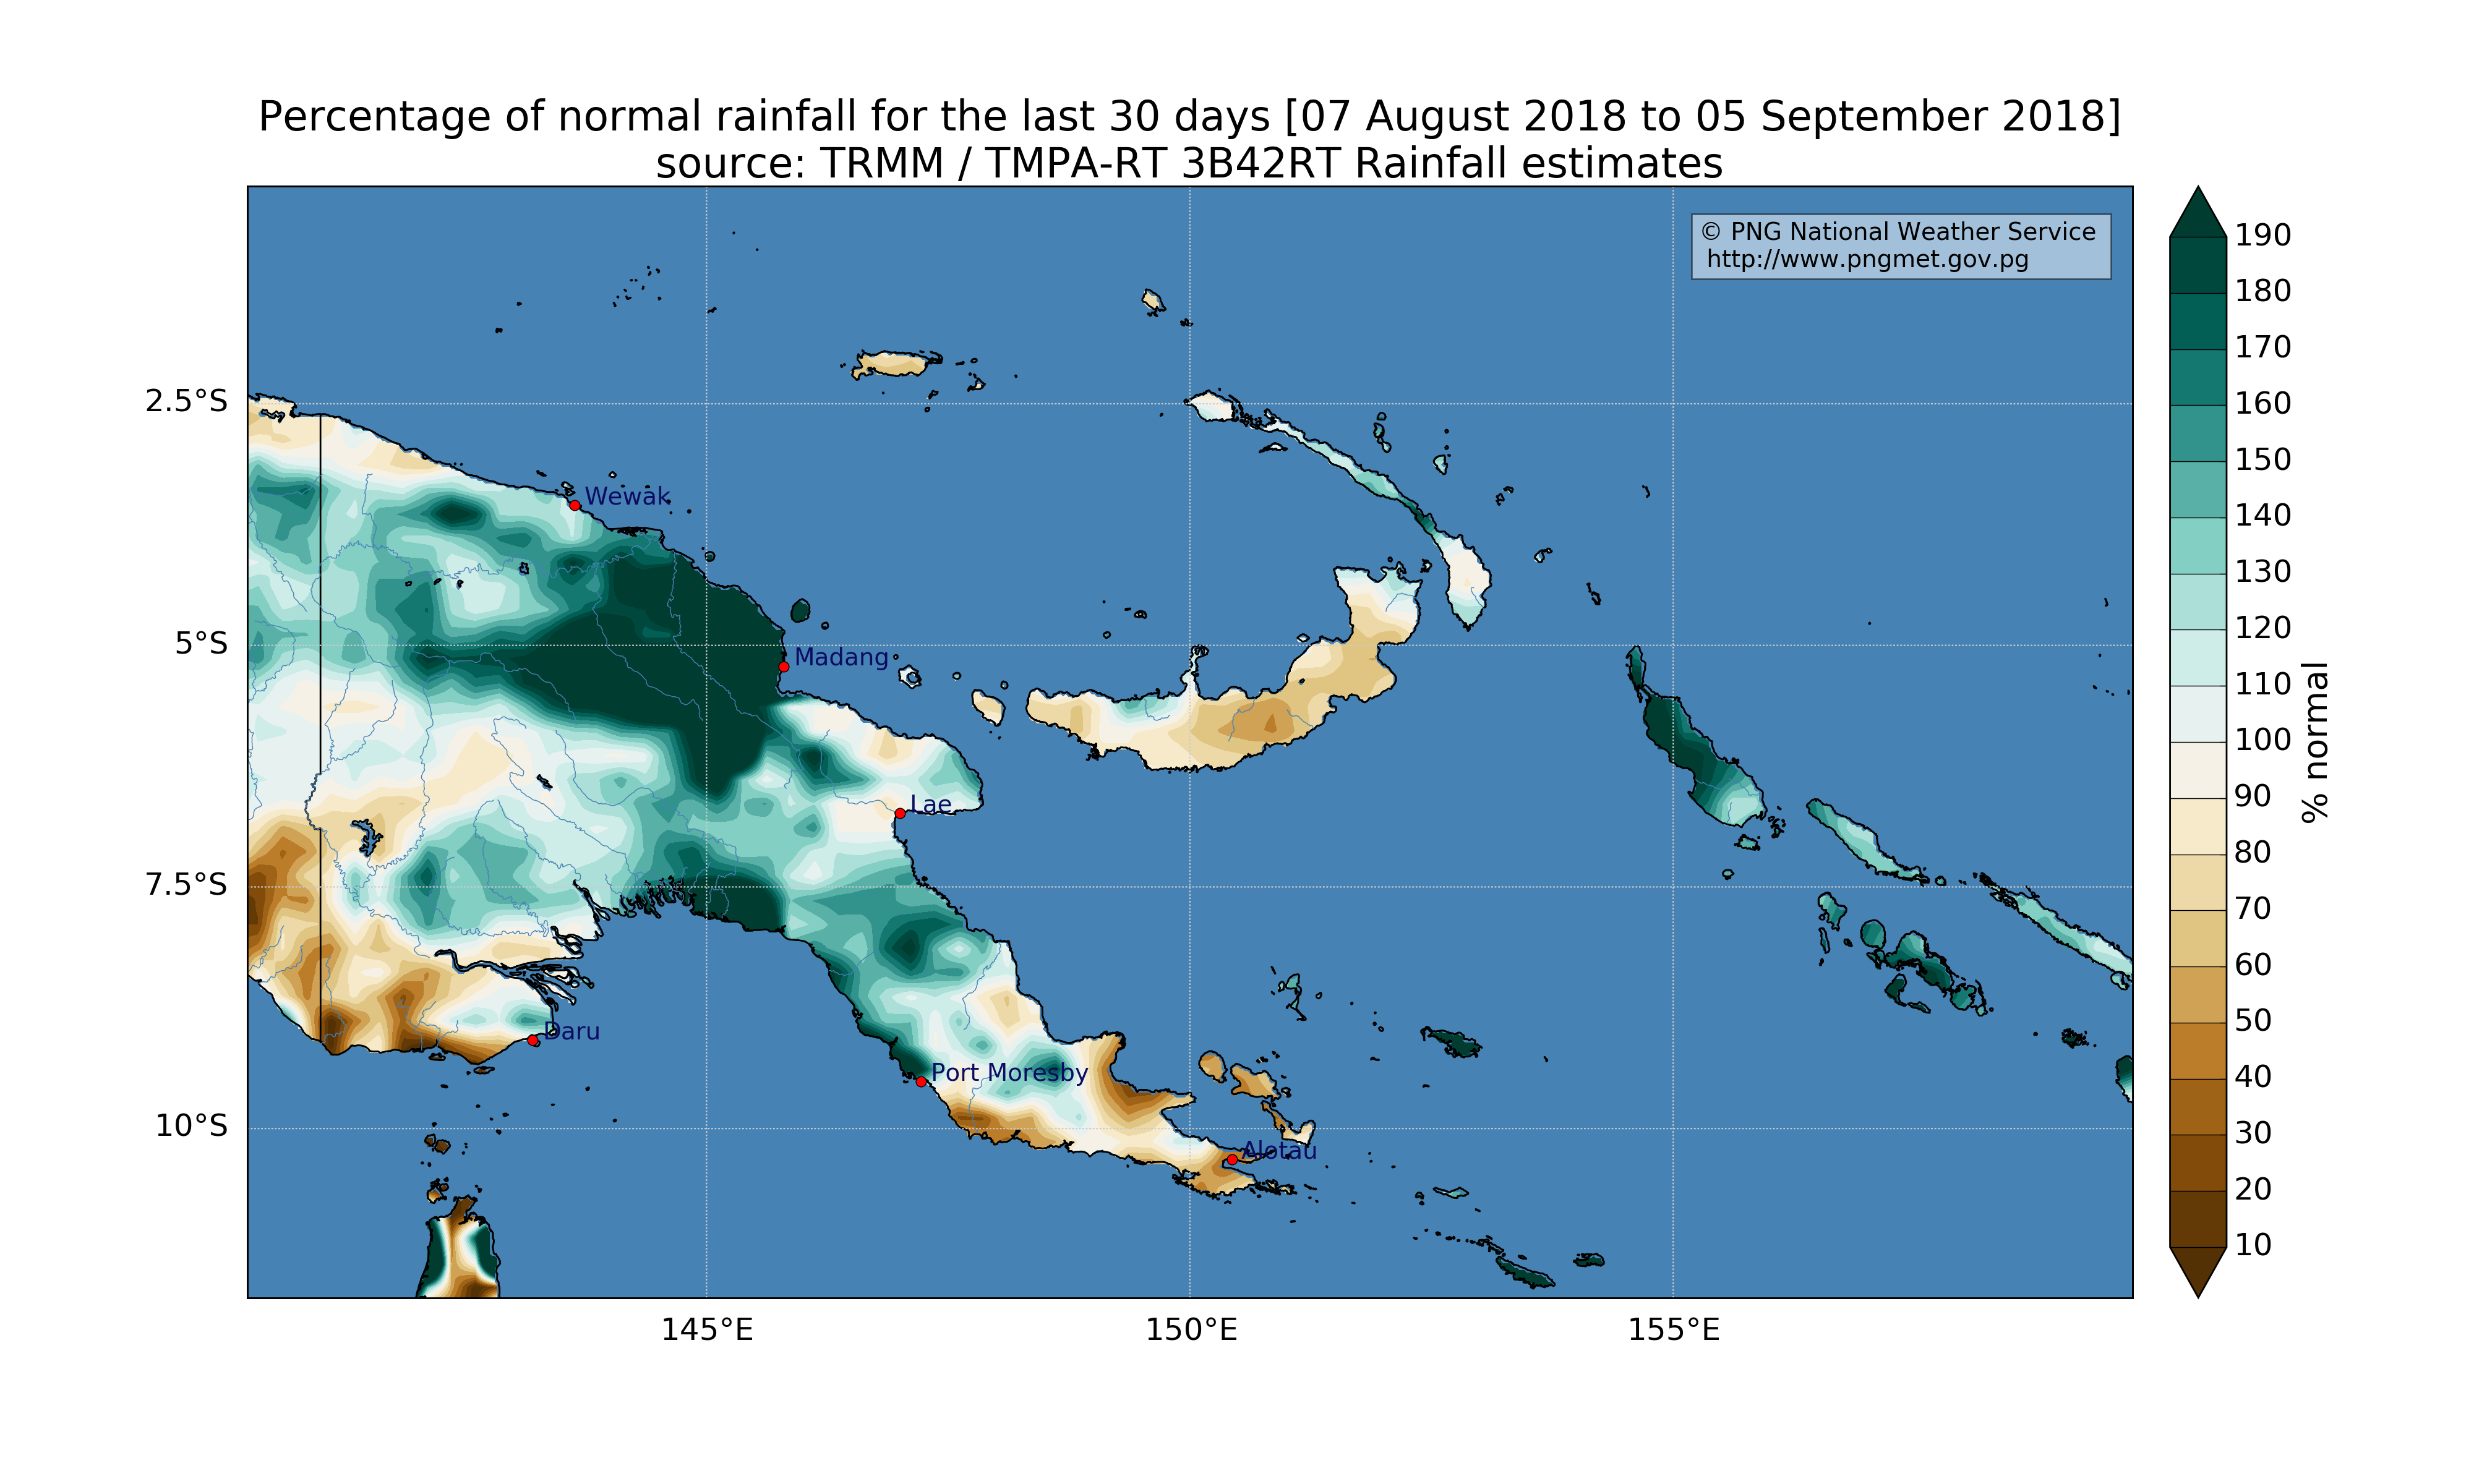 Percentage of normal rainfall for the last 30 days [07 August 2018 to 05 September 2018]
source: TRMM / TMPA-RT 3B42RT Rainfall estimates
© PNG National Weather Service
http://www.pngmet.gov.pg
2.5°S
5°S
7.5°S
10°S
Wewak
Madang
Lae
Daru
Port Moresby
Alotau
145°E
150°E
155°E
190
180
170
160
150
140
130
120
110
100
90
80
70
60
50
40
30
20
10
% normal